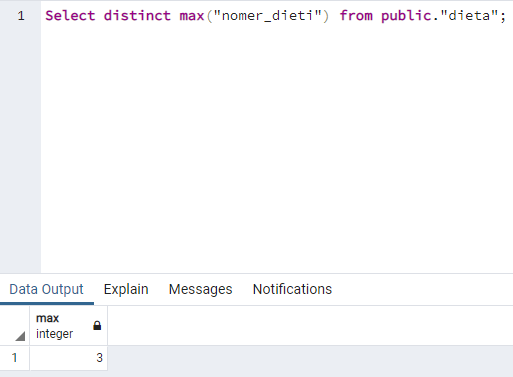 1 Select distinct max("nomer_dieti") from public."dieta";
Data Output Explain Messages Notifications
max
integer
1 3